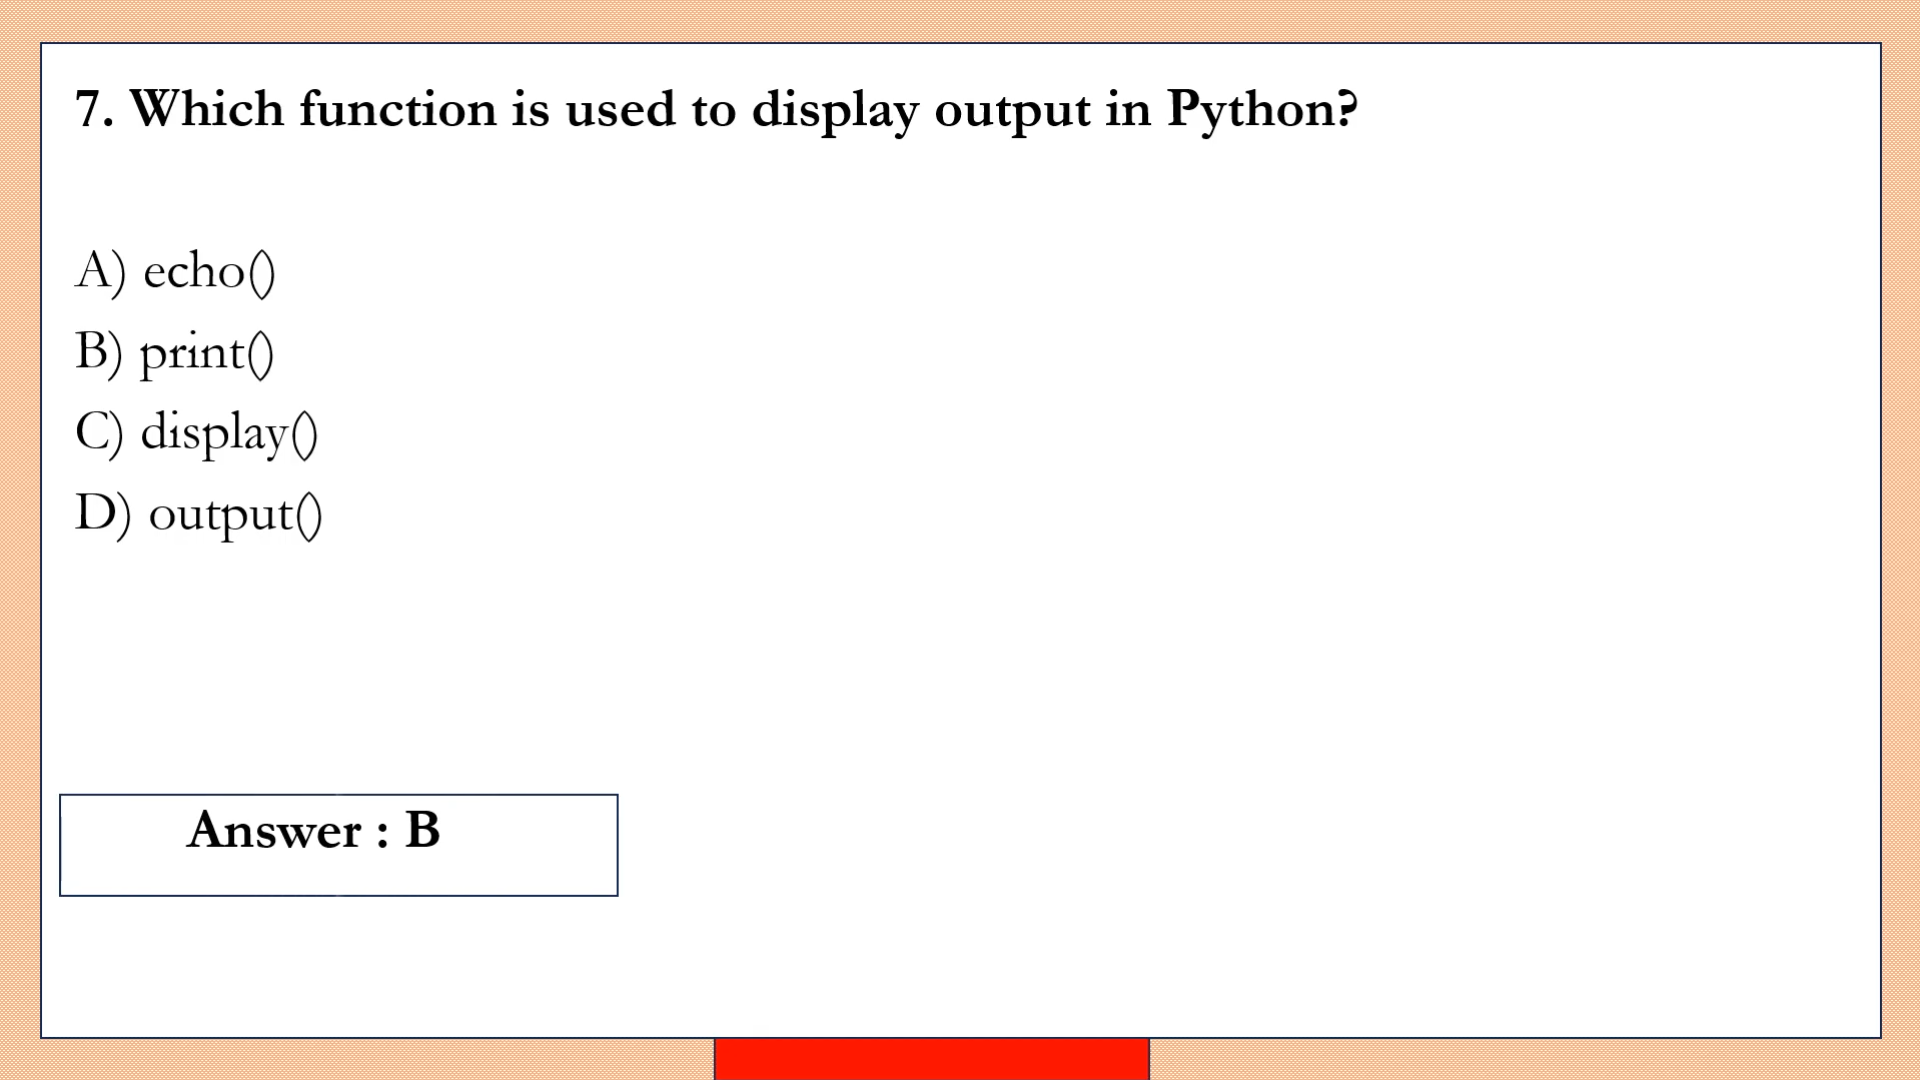 7. Which function is used to display output in Python?
A) echo()
B) print()
C) display()
D) output()
Answer : B